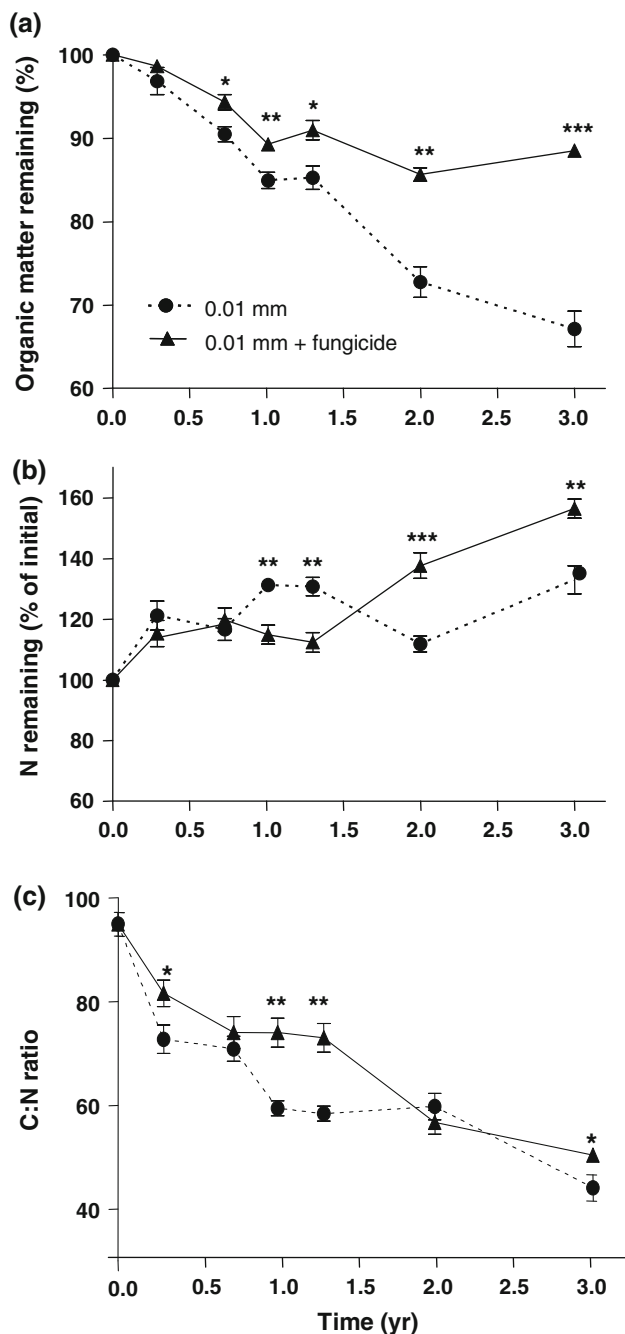 (a)
Organic matter remaining (%)
100
90
80
70
60
*
**
*
**
***
0.01 mm
0.01 mm + fungicide
0.0 0.5 1.0 1.5 2.0 2.5 3.0
(b)
N remaining (% of initial)
160
140
120
100
80
60
**
**
***
**
0.0 0.5 1.0 1.5 2.0 2.5 3.0
(c)
C:N ratio
100
80
60
40
*
**
**
*
0.0 0.5 1.0 1.5 2.0 2.5 3.0
Time (yr)